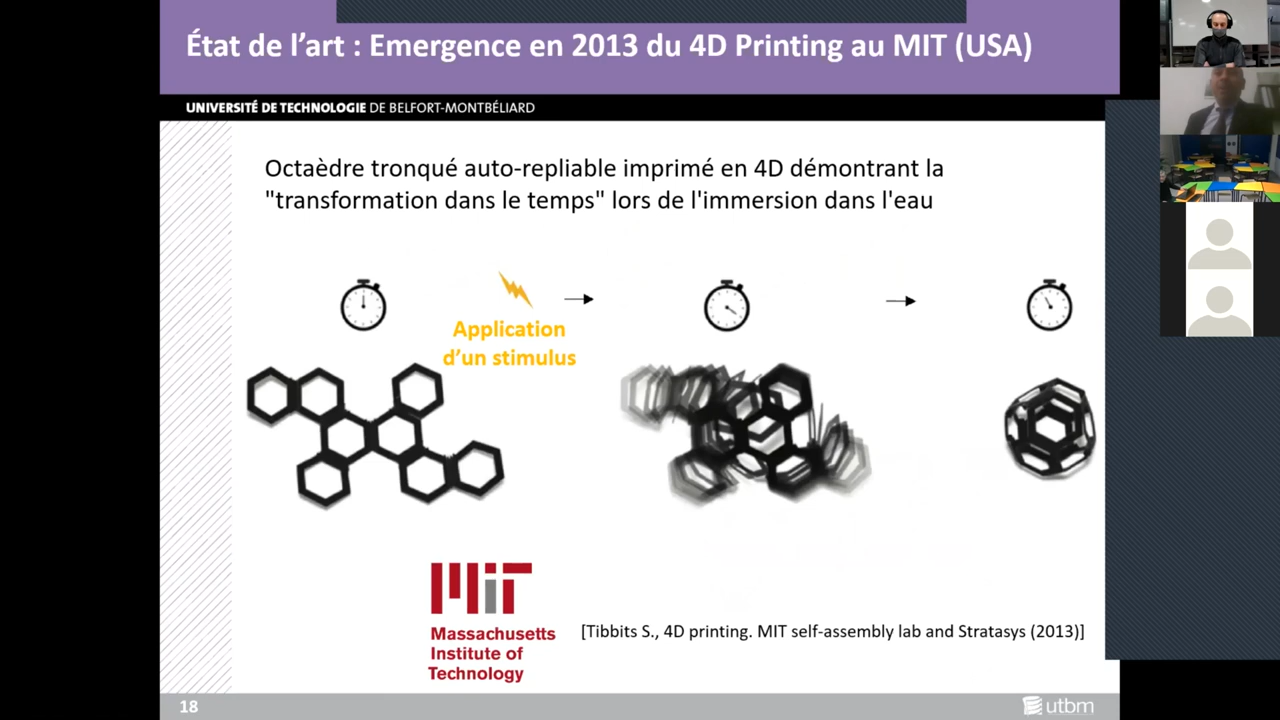 État de l’art : Emergence en 2013 du 4D Printing au MIT (USA)
UNIVERSITÉ DE TECHNOLOGIE DE BELFORT-MONTBÉLIARD
Octaèdre tronqué auto-repliable imprimé en 4D démontrant la
"transformation dans le temps" lors de l'immersion dans l'eau
Application
d’un stimulus
MIT
Massachusetts
Institute of
Technology
[Tibbits S., 4D printing. MIT self-assembly lab and Stratasys (2013)]
18
utbm